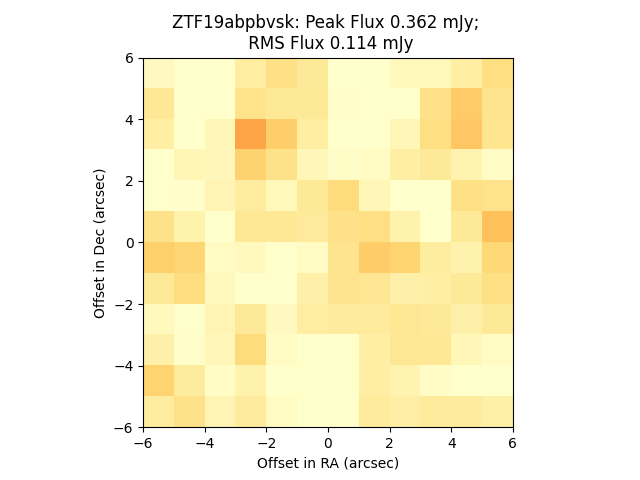 ZTF19abpbvsk: Peak Flux 0.362 mJy;
RMS Flux 0.114 mJy
6
4
2
0
−2
−4
−6
Offset in Dec (arcsec)
−6 −4 −2 0 2 4 6
Offset in RA (arcsec)